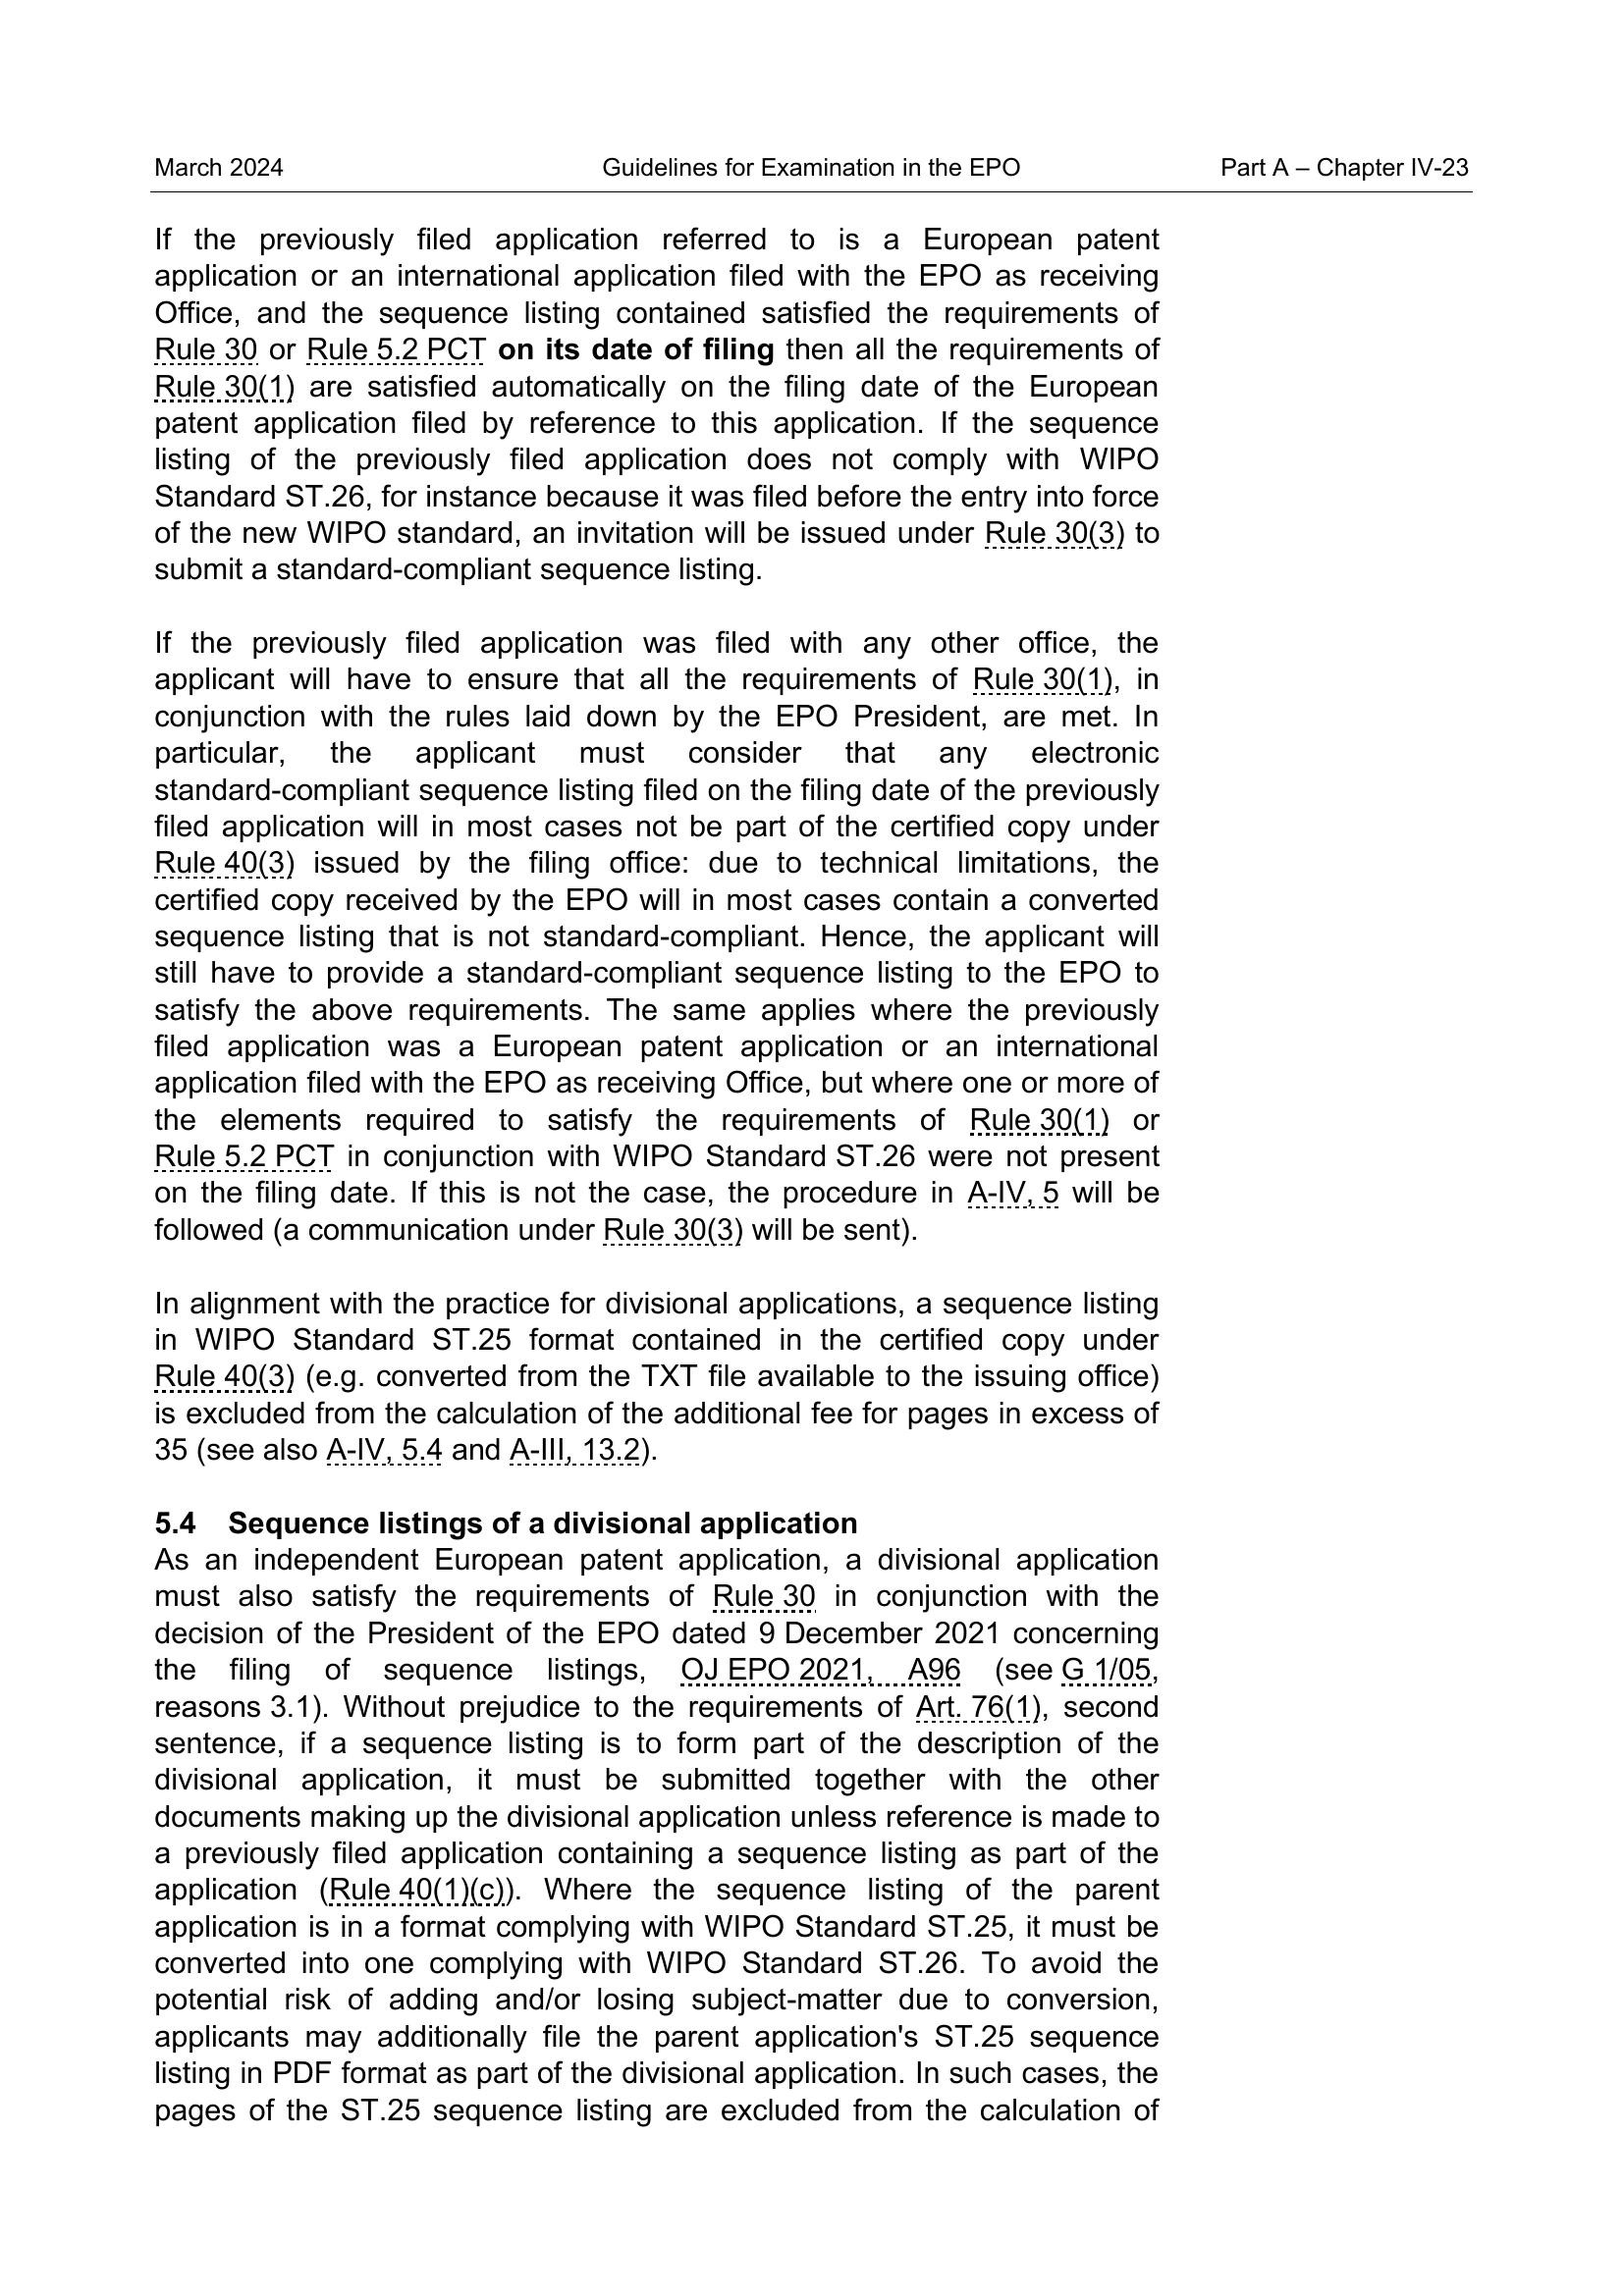 March 2024 Guidelines for Examination in the EPO Part A – Chapter IV-23
If the previously filed application referred to is a European patent
application or an international application filed with the EPO as receiving
Office, and the sequence listing contained satisfied the requirements of
Rule 30 or Rule 5.2 PCT on its date of filing then all the requirements of
Rule 30(1) are satisfied automatically on the filing date of the European
patent application filed by reference to this application. If the sequence
listing of the previously filed application does not comply with WIPO
Standard ST.26, for instance because it was filed before the entry into force
of the new WIPO standard, an invitation will be issued under Rule 30(3) to
submit a standard-compliant sequence listing.
If the previously filed application was filed with any other office, the
applicant will have to ensure that all the requirements of Rule 30(1), in
conjunction with the rules laid down by the EPO President, are met. In
particular, the applicant must consider that any electronic
standard-compliant sequence listing filed on the filing date of the previously
filed application will in most cases not be part of the certified copy under
Rule 40(3) issued by the filing office: due to technical limitations, the
certified copy received by the EPO will in most cases contain a converted
sequence listing that is not standard-compliant. Hence, the applicant will
still have to provide a standard-compliant sequence listing to the EPO to
satisfy the above requirements. The same applies where the previously
filed application was a European patent application or an international
application filed with the EPO as receiving Office, but where one or more of
the elements required to satisfy the requirements of Rule 30(1) or
Rule 5.2 PCT in conjunction with WIPO Standard ST.26 were not present
on the filing date. If this is not the case, the procedure in A-IV, 5 will be
followed (a communication under Rule 30(3) will be sent).
In alignment with the practice for divisional applications, a sequence listing
in WIPO Standard ST.25 format contained in the certified copy under
Rule 40(3) (e.g. converted from the TXT file available to the issuing office)
is excluded from the calculation of the additional fee for pages in excess of
35 (see also A-IV, 5.4 and A-III, 13.2).
5.4 Sequence listings of a divisional application
As an independent European patent application, a divisional application
must also satisfy the requirements of Rule 30 in conjunction with the
decision of the President of the EPO dated 9 December 2021 concerning
the filing of sequence listings, OJ EPO 2021, A96 (see G 1/05,
reasons 3.1). Without prejudice to the requirements of Art. 76(1), second
sentence, if a sequence listing is to form part of the description of the
divisional application, it must be submitted together with the other
documents making up the divisional application unless reference is made to
a previously filed application containing a sequence listing as part of the
application (Rule 40(1)(c)). Where the sequence listing of the parent
application is in a format complying with WIPO Standard ST.25, it must be
converted into one complying with WIPO Standard ST.26. To avoid the
potential risk of adding and/or losing subject-matter due to conversion,
applicants may additionally file the parent application's ST.25 sequence
listing in PDF format as part of the divisional application. In such cases, the
pages of the ST.25 sequence listing are excluded from the calculation of